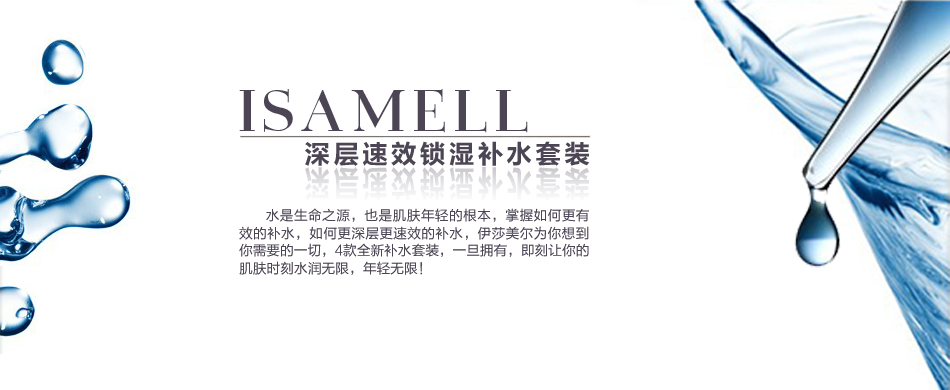 ISAMELL
深层速效锁湿补水套装
水是生命之源，也是肌肤年轻的根本，掌握如何更有
效的补水，如何更深层更速效的补水，伊莎美尔为你想到
你需要的一切，4款全新补水套装，一旦拥有，即刻让你的
肌肤时刻水润无限，年轻无限！